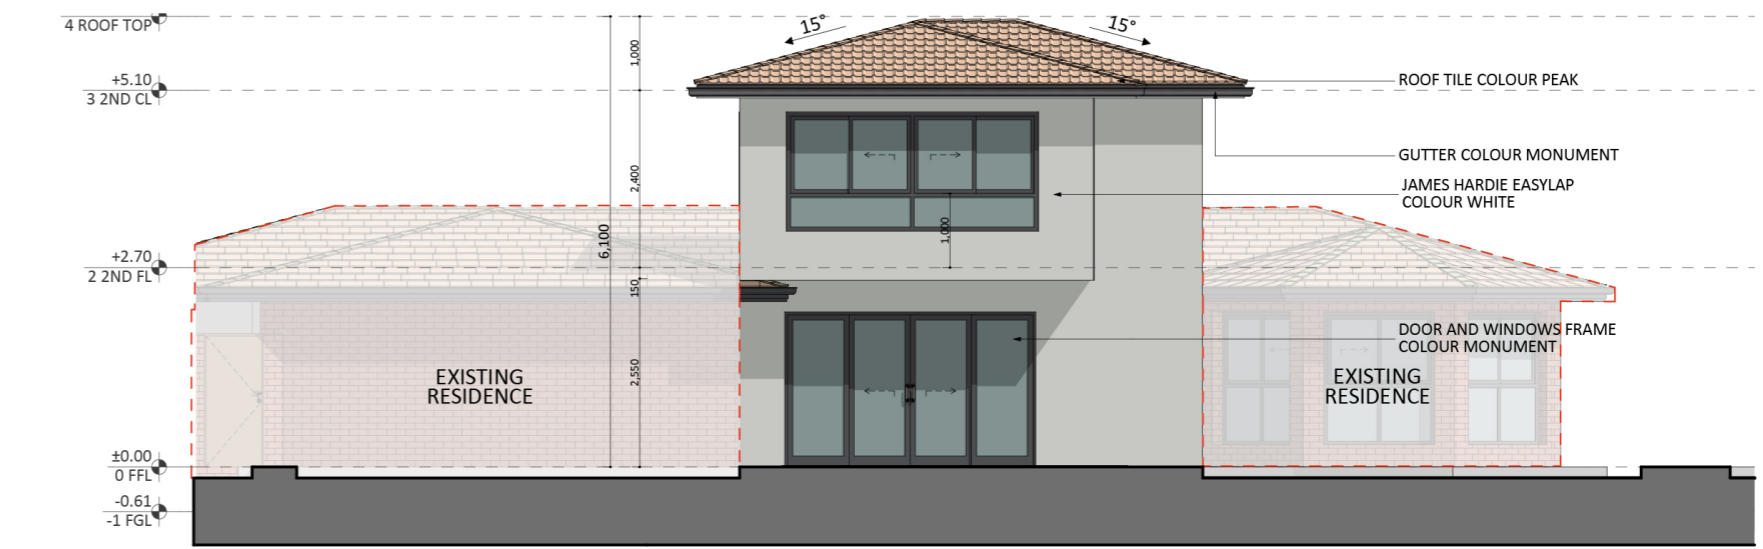 4 ROOF TOP
+5.10
3 2ND CL
+2.70
2 2ND FL
±0.00
0 FFL
-0.61
-1 FGL
15°
15°
1,000
2,400
6,100
150
2,550
1,000
ROOF TILE COLOUR PEAK
GUTTER COLOUR MONUMENT
JAMES HARDIE EASYLAP
COLOUR WHITE
DOOR AND WINDOWS FRAME
COLOUR MONUMENT
EXISTING
RESIDENCE
EXISTING
RESIDENCE